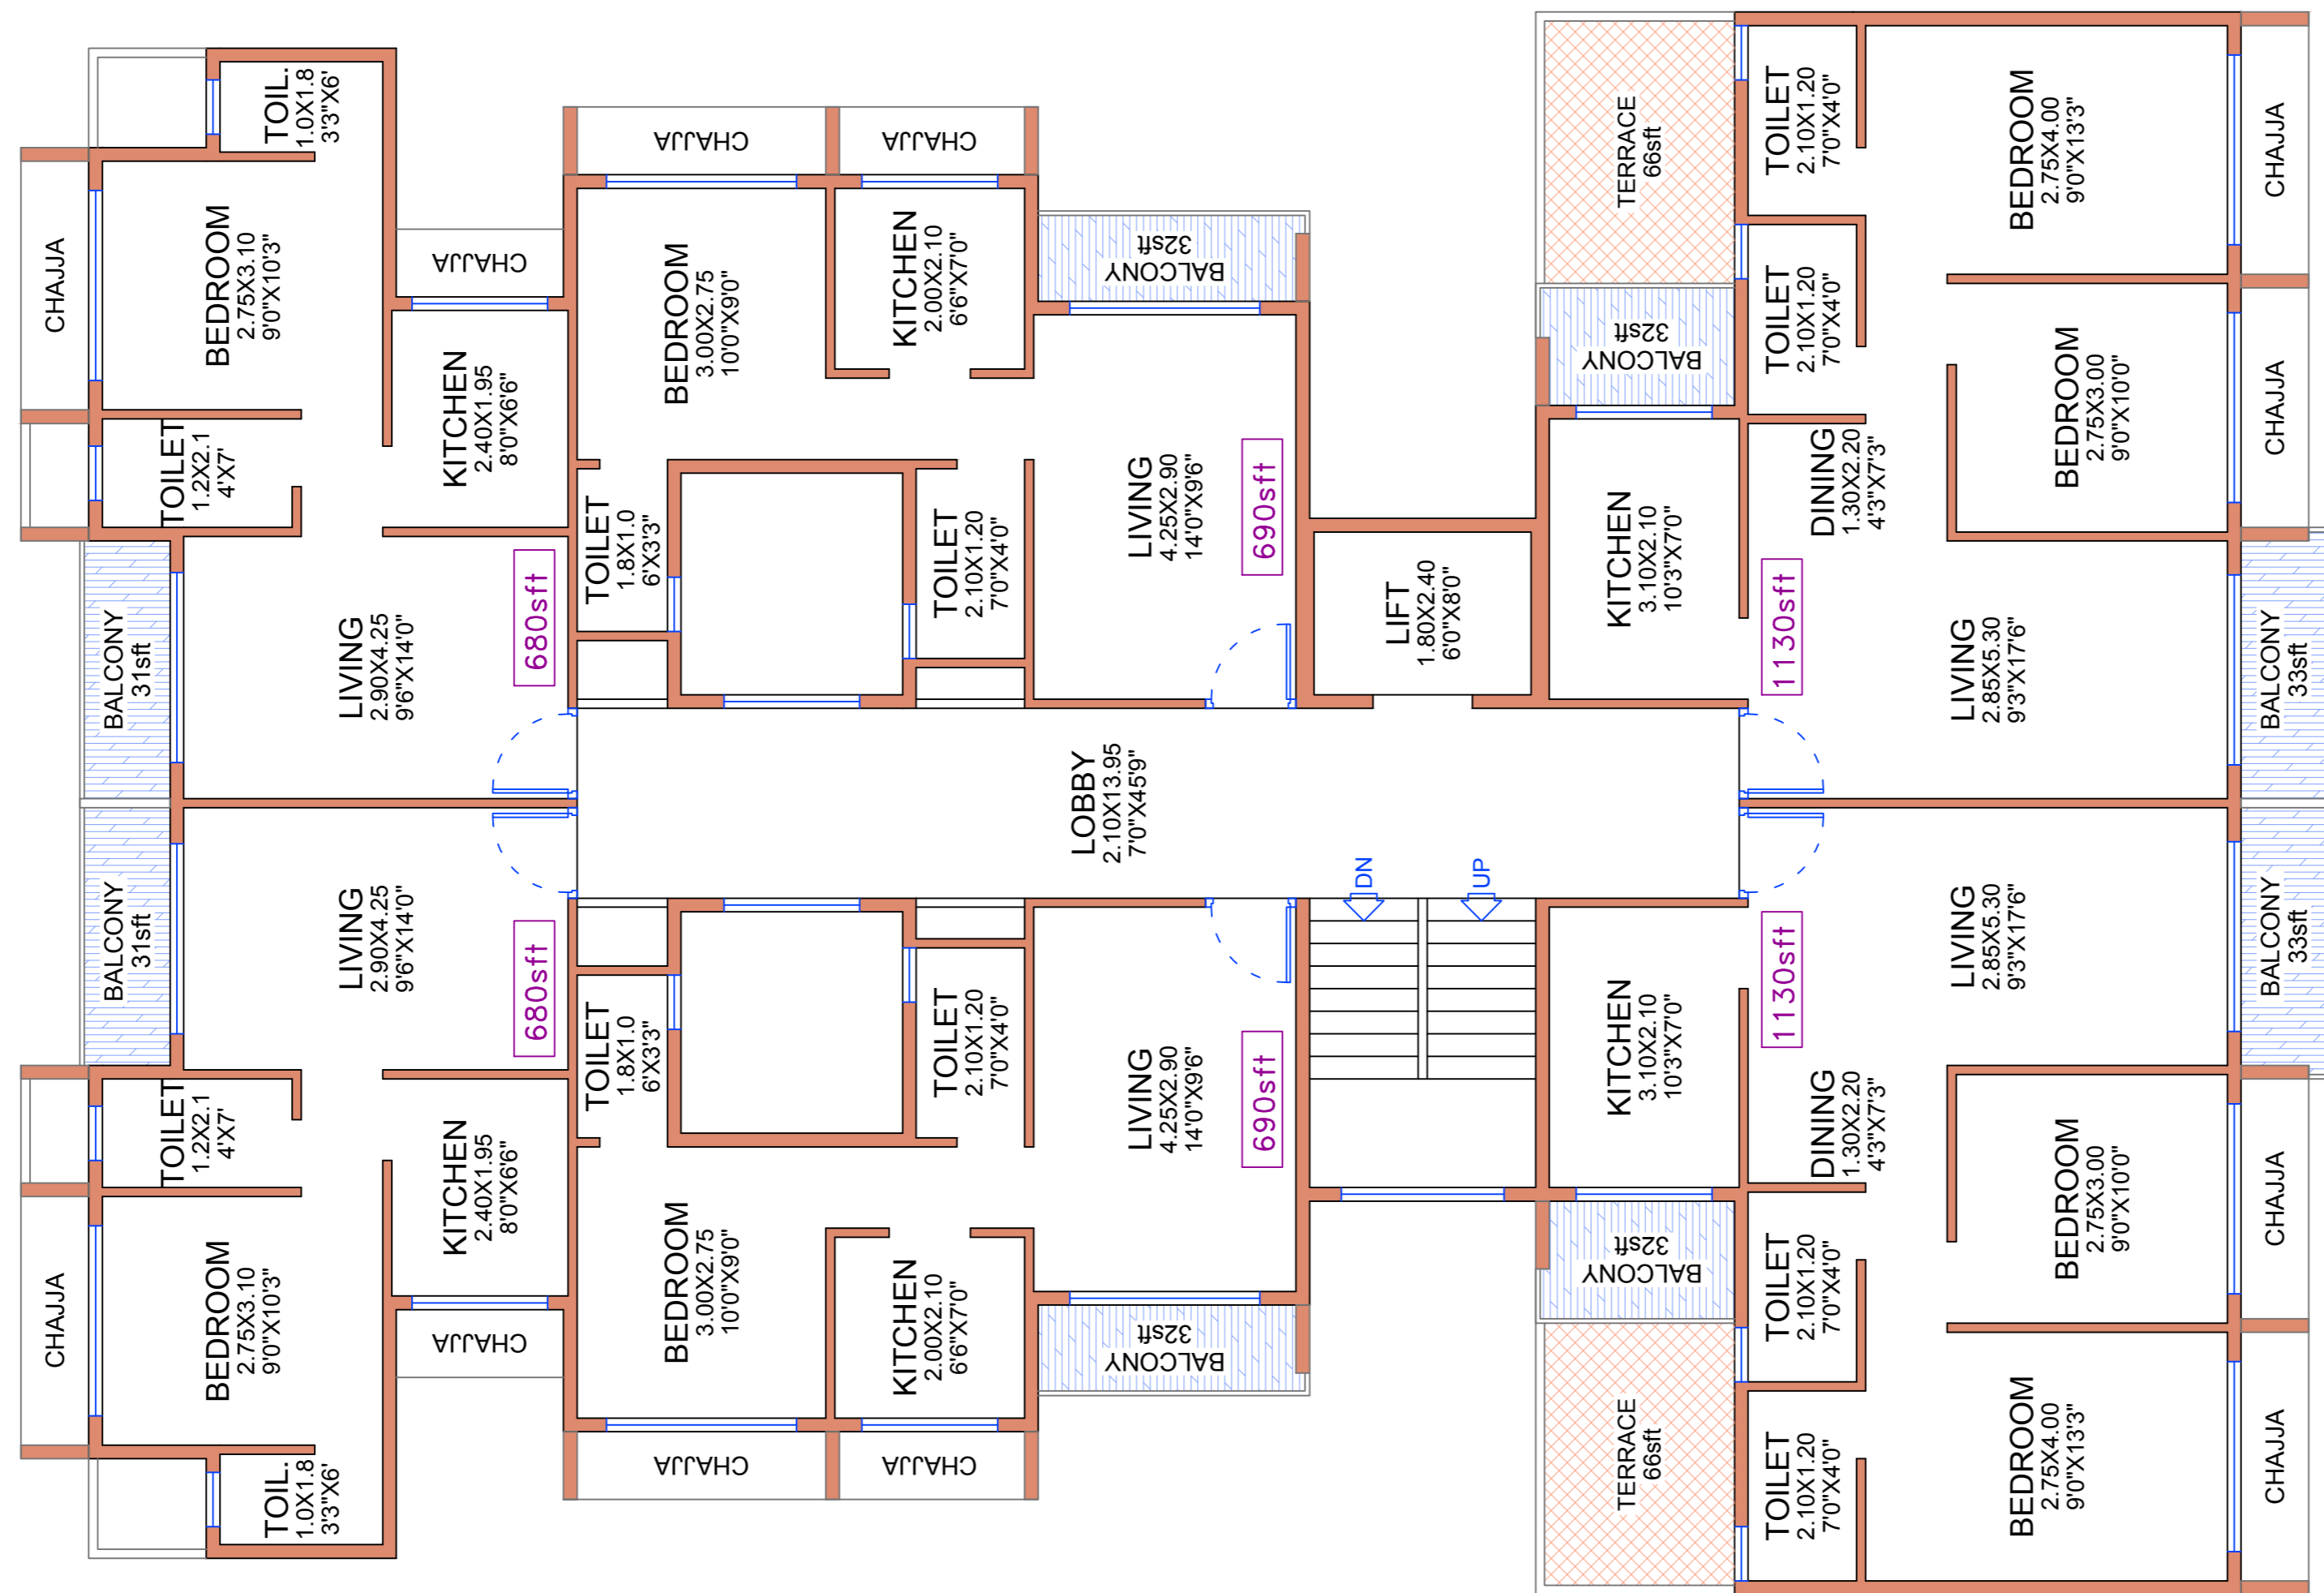 TOIL.
1.0X1.8
3'3"X6'
BEDROOM
2.75X3.10
9'0"X10'3"
CHAJJA
TOILET
1.2X2.1
4'X7'
CHAJJA
KITCHEN
2.40X1.95
8'0"X6'6"
BALCONY
31sft
LIVING
2.90X4.25
9'6"X14'0"
680sft
CHAJJA
CHAJJA
BEDROOM
3.00X2.75
10'0"X9'0"
KITCHEN
2.00X2.10
6'6"X7'0"
BALCONY
32sft
TOILET
1.8X1.0
6'X3'3"
TOILET
2.10X1.20
7'0"X4'0"
LIVING
4.25X2.90
14'0"X9'6"
690sft
LIFT
1.80X2.40
6'0"X8'0"
TERRACE
66sft
BALCONY
32sft
KITCHEN
3.10X2.10
10'3"X7'0"
TOILET
2.10X1.20
7'0"X4'0"
TOILET
2.10X1.20
7'0"X4'0"
DINING
1.30X2.20
4'3"X7'3"
1130sft
BEDROOM
2.75X4.00
9'0"X13'3"
CHAJJA
BEDROOM
2.75X3.00
9'0"X10'0"
CHAJJA
LIVING
2.85X5.30
9'3"X17'6"
BALCONY
33sft
LOBBY
2.10X13.95
7'0"X45'9"
DN
UP
BALCONY
31sft
LIVING
2.90X4.25
9'6"X14'0"
680sft
TOILET
1.2X2.1
4'X7'
KITCHEN
2.40X1.95
8'0"X6'6"
CHAJJA
BEDROOM
2.75X3.10
9'0"X10'3"
CHAJJA
TOIL.
1.0X1.8
3'3"X6'
TOILET
1.8X1.0
6'X3'3"
TOILET
2.10X1.20
7'0"X4'0"
LIVING
4.25X2.90
14'0"X9'6"
690sft
BEDROOM
3.00X2.75
10'0"X9'0"
KITCHEN
2.00X2.10
6'6"X7'0"
BALCONY
32sft
CHAJJA
CHAJJA
KITCHEN
3.10X2.10
10'3"X7'0"
1130sft
LIVING
2.85X5.30
9'3"X17'6"
BALCONY
33sft
DINING
1.30X2.20
4'3"X7'3"
BEDROOM
2.75X3.00
9'0"X10'0"
CHAJJA
BALCONY
32sft
TOILET
2.10X1.20
7'0"X4'0"
TERRACE
66sft
TOILET
2.10X1.20
7'0"X4'0"
BEDROOM
2.75X4.00
9'0"X13'3"
CHAJJA